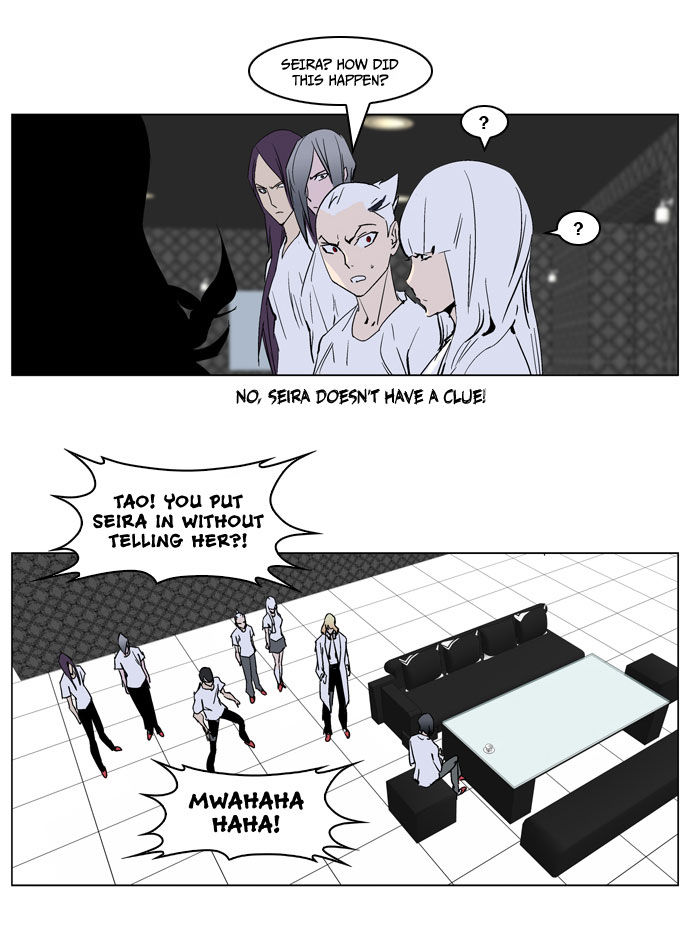 SEIRA? HOW DID
THIS HAPPEN?
?
?
NO, SEIRA DOESN'T HAVE A CLUE!
TAO! YOU PUT
SEIRA IN WITHOUT
TELLING HER?!
MWAHAHA
HAHA!